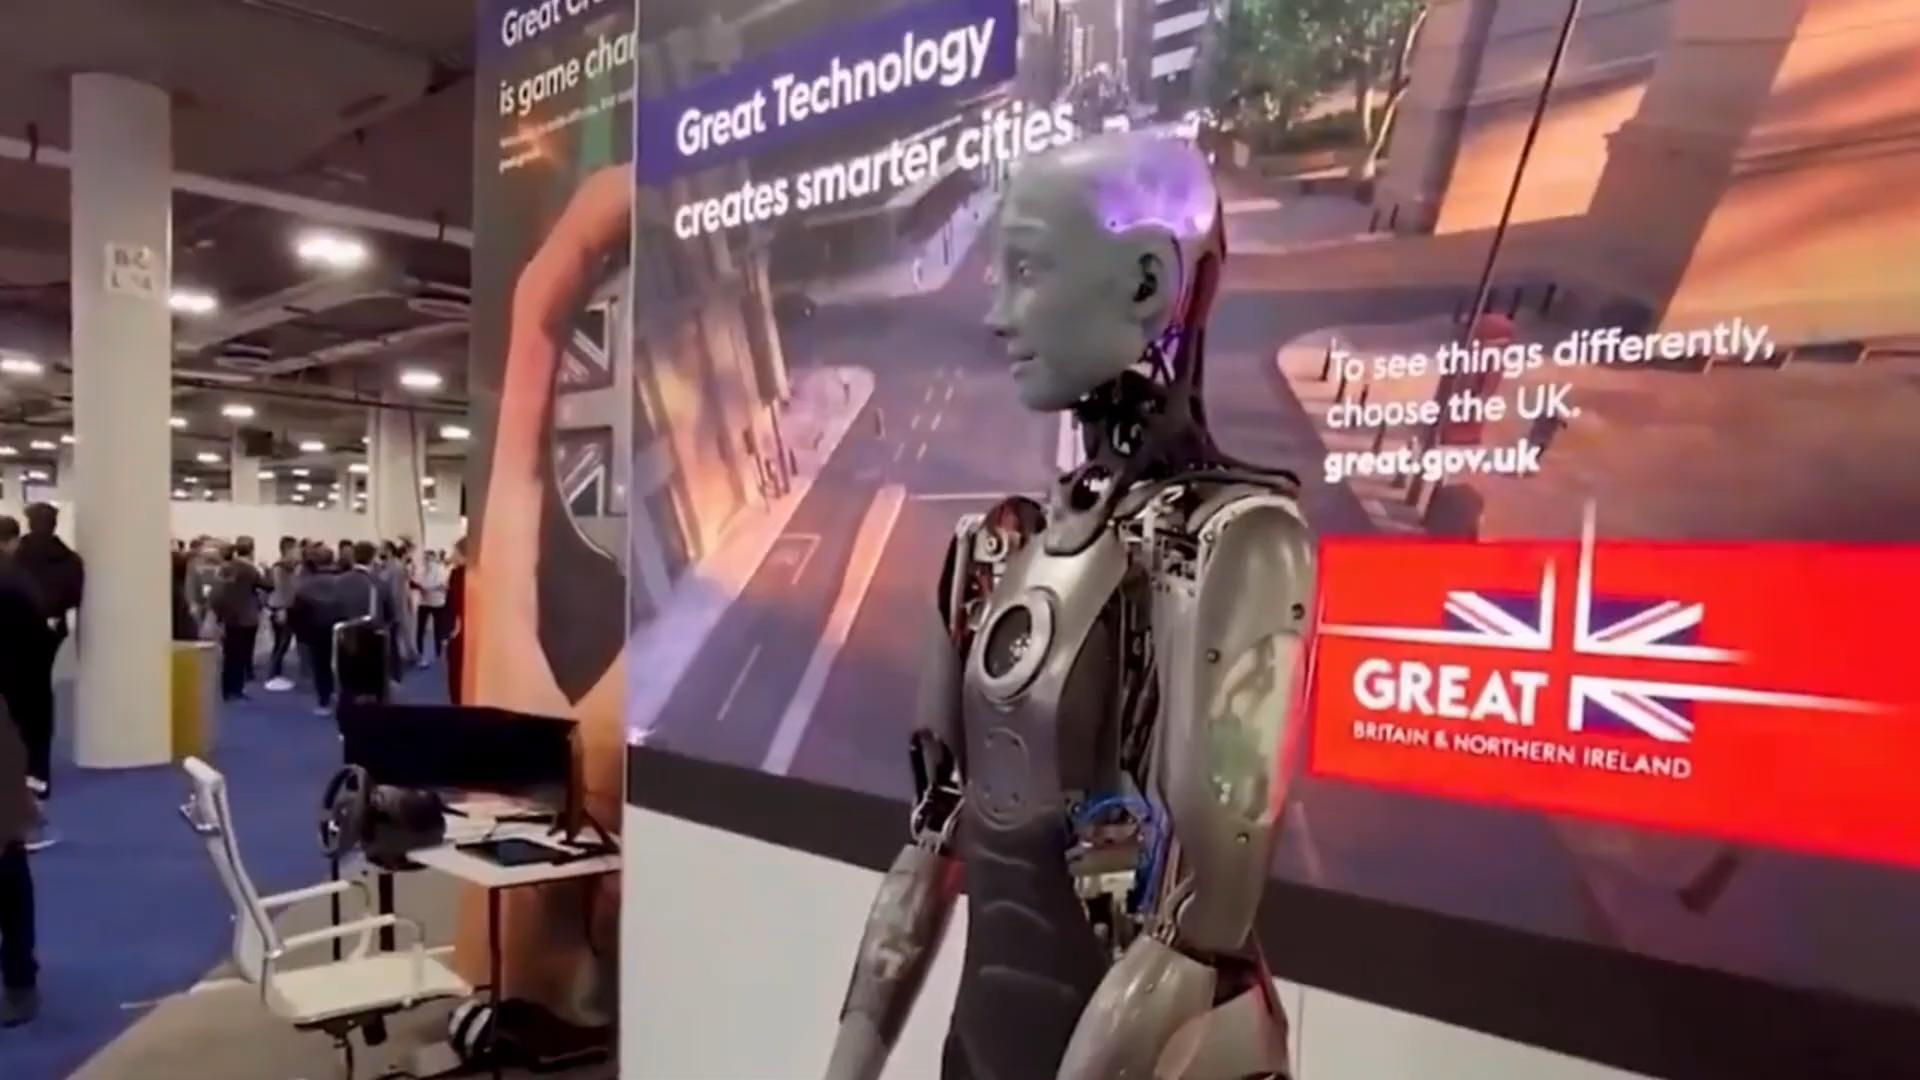 Great
is game
Great Technology
creates smarter cities
To see things differently,
choose the UK.
great.gov.uk
GREAT
BRITAIN & NORTHERN IRELAND